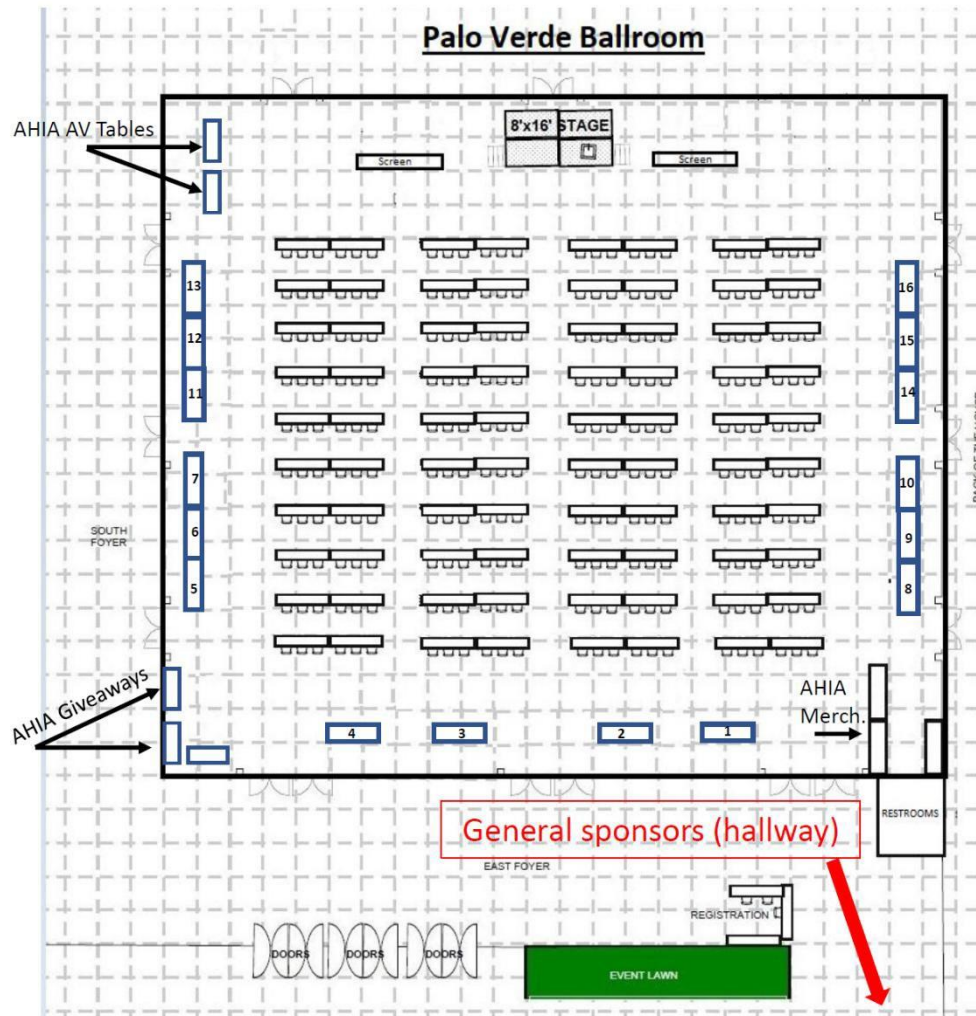 Palo Verde Ballroom
AHIA AV Tables
8'x16' STAGE
Screen
Screen
13
12
11
16
15
14
7
6
5
10
9
8
SOUTH
FOYER
AHIA Giveaways
AHIA
Merch.
4
3
2
1
RESTROOMS
General sponsors (hallway)
EAST FOYER
REGISTRATION
DOORS
DOORS
DOORS
EVENT LAWN